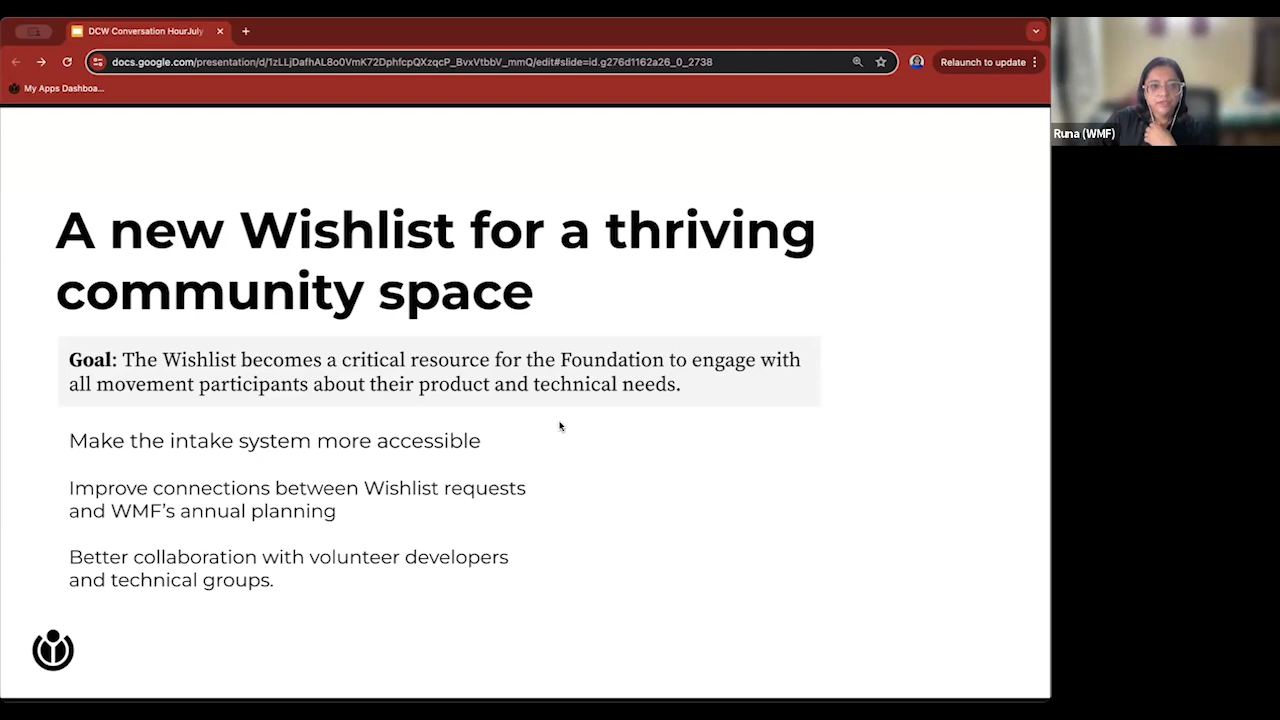 DCW Conversation HourJuly
docs.google.com/presentation/d/1zLLjDafhAL8o0VmK72DphfcpQXzqcP_BvxVtbbV_mmQ/edit#slide=id.g276d1162a26_0_2738
Relaunch to update
My Apps Dashboa...
Runa (WMF)
A new Wishlist for a thriving
community space
Goal: The Wishlist becomes a critical resource for the Foundation to engage with
all movement participants about their product and technical needs.
Make the intake system more accessible
Improve connections between Wishlist requests
and WMF’s annual planning
Better collaboration with volunteer developers
and technical groups.